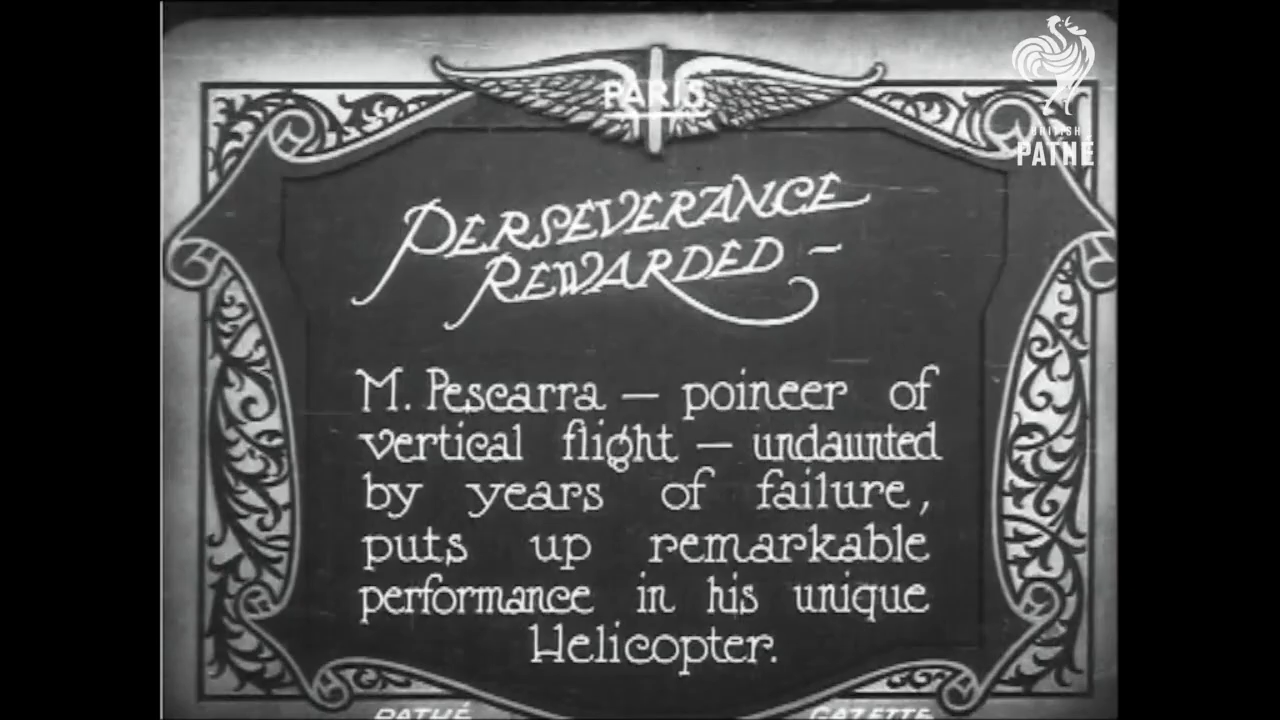 PARIS.
BRITISH
PATHÉ
PERSEVERANCE
REWARDED –
M. Pescarra – poineer of
vertical flight – undaunted
by years of failure,
puts up remarkable
performance in his unique
Helicopter.
PATHÉ GAZETTE